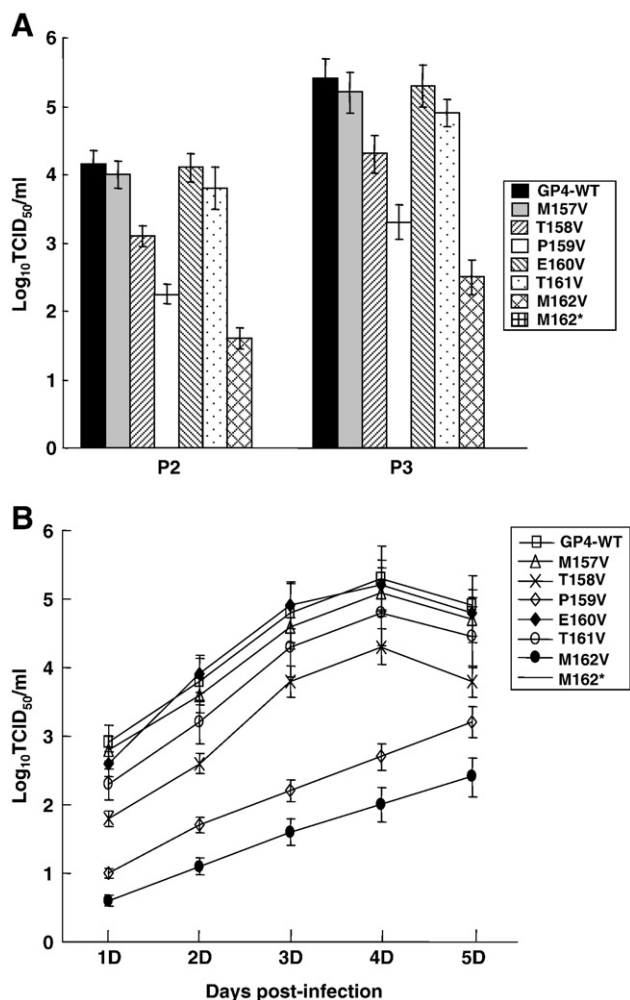 A
Log₁₀TCID₅₀/ml
6
5
4
3
2
1
0
P2
P3
GP4-WT
M157V
T158V
P159V
E160V
T161V
M162V
M162*
B
Log₁₀TCID₅₀/ml
6
5
4
3
2
1
0
1D
2D
3D
4D
5D
Days post-infection
GP4-WT
M157V
T158V
P159V
E160V
T161V
M162V
M162*